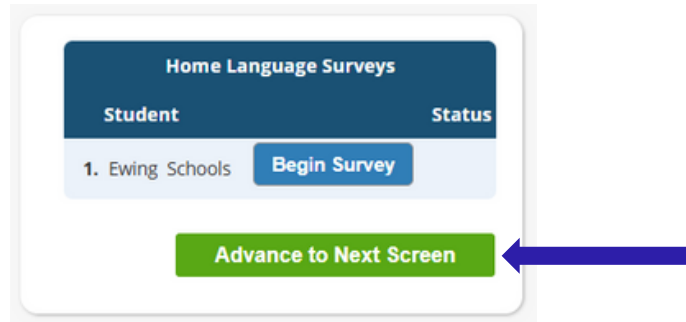 Home Language Surveys
Student Status
1. Ewing Schools Begin Survey
Advance to Next Screen